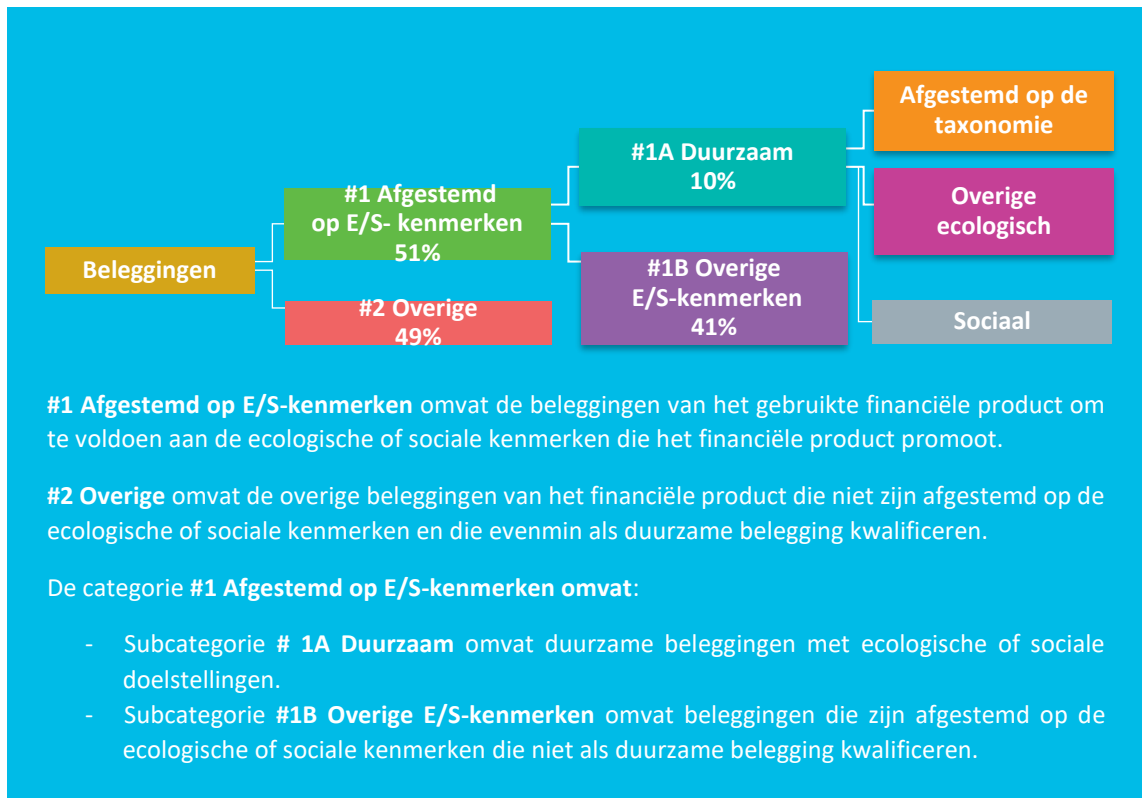 Afgestemd op de
taxonomie
#1A Duurzaam
10%
#1 Afgestemd
op E/S- kenmerken
51%
Overige
ecologisch
Beleggingen
#1B Overige
E/S-kenmerken
41%
#2 Overige
49%
Sociaal
#1 Afgestemd op E/S-kenmerken omvat de beleggingen van het gebruikte financiële product om
te voldoen aan de ecologische of sociale kenmerken die het financiële product promoot.
#2 Overige omvat de overige beleggingen van het financiële product die niet zijn afgestemd op de
ecologische of sociale kenmerken en die evenmin als duurzame belegging kwalificeren.
De categorie #1 Afgestemd op E/S-kenmerken omvat:
- Subcategorie # 1A Duurzaam omvat duurzame beleggingen met ecologische of sociale
doelstellingen.
- Subcategorie #1B Overige E/S-kenmerken omvat beleggingen die zijn afgestemd op de
ecologische of sociale kenmerken die niet als duurzame belegging kwalificeren.